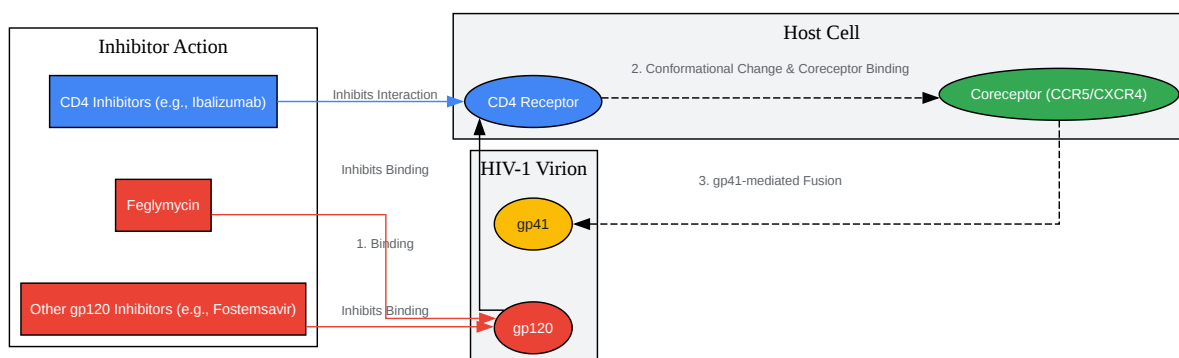 Inhibitor Action
Host Cell
CD4 Inhibitors (e.g., Ibalizumab)
Inhibits Interaction
CD4 Receptor
2. Conformational Change & Coreceptor Binding
Coreceptor (CCR5/CXCR4)
HIV-1 Virion
Inhibits Binding
3. gp41-mediated Fusion
Feglymycin
gp41
1. Binding
Other gp120 Inhibitors (e.g., Fostemsavir)
Inhibits Binding
gp120